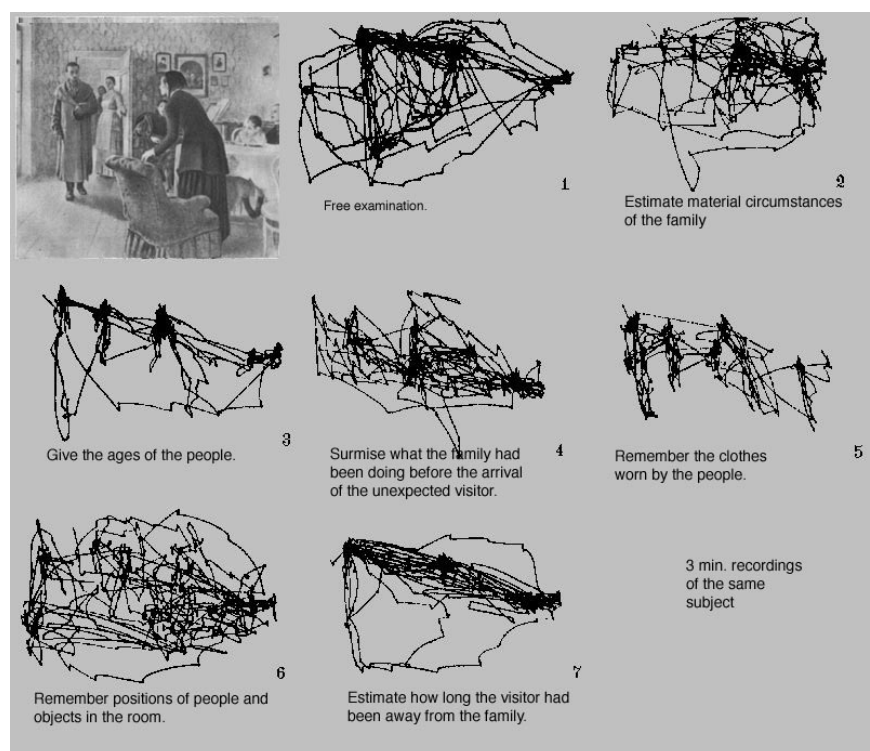 1
Free examination.
2
Estimate material circumstances
of the family
3
Give the ages of the people.
4
Surmise what the family had
been doing before the arrival
of the unexpected visitor.
5
Remember the clothes
worn by the people.
6
Remember positions of people and
objects in the room.
7
Estimate how long the visitor had
been away from the family.
3 min. recordings
of the same
subject